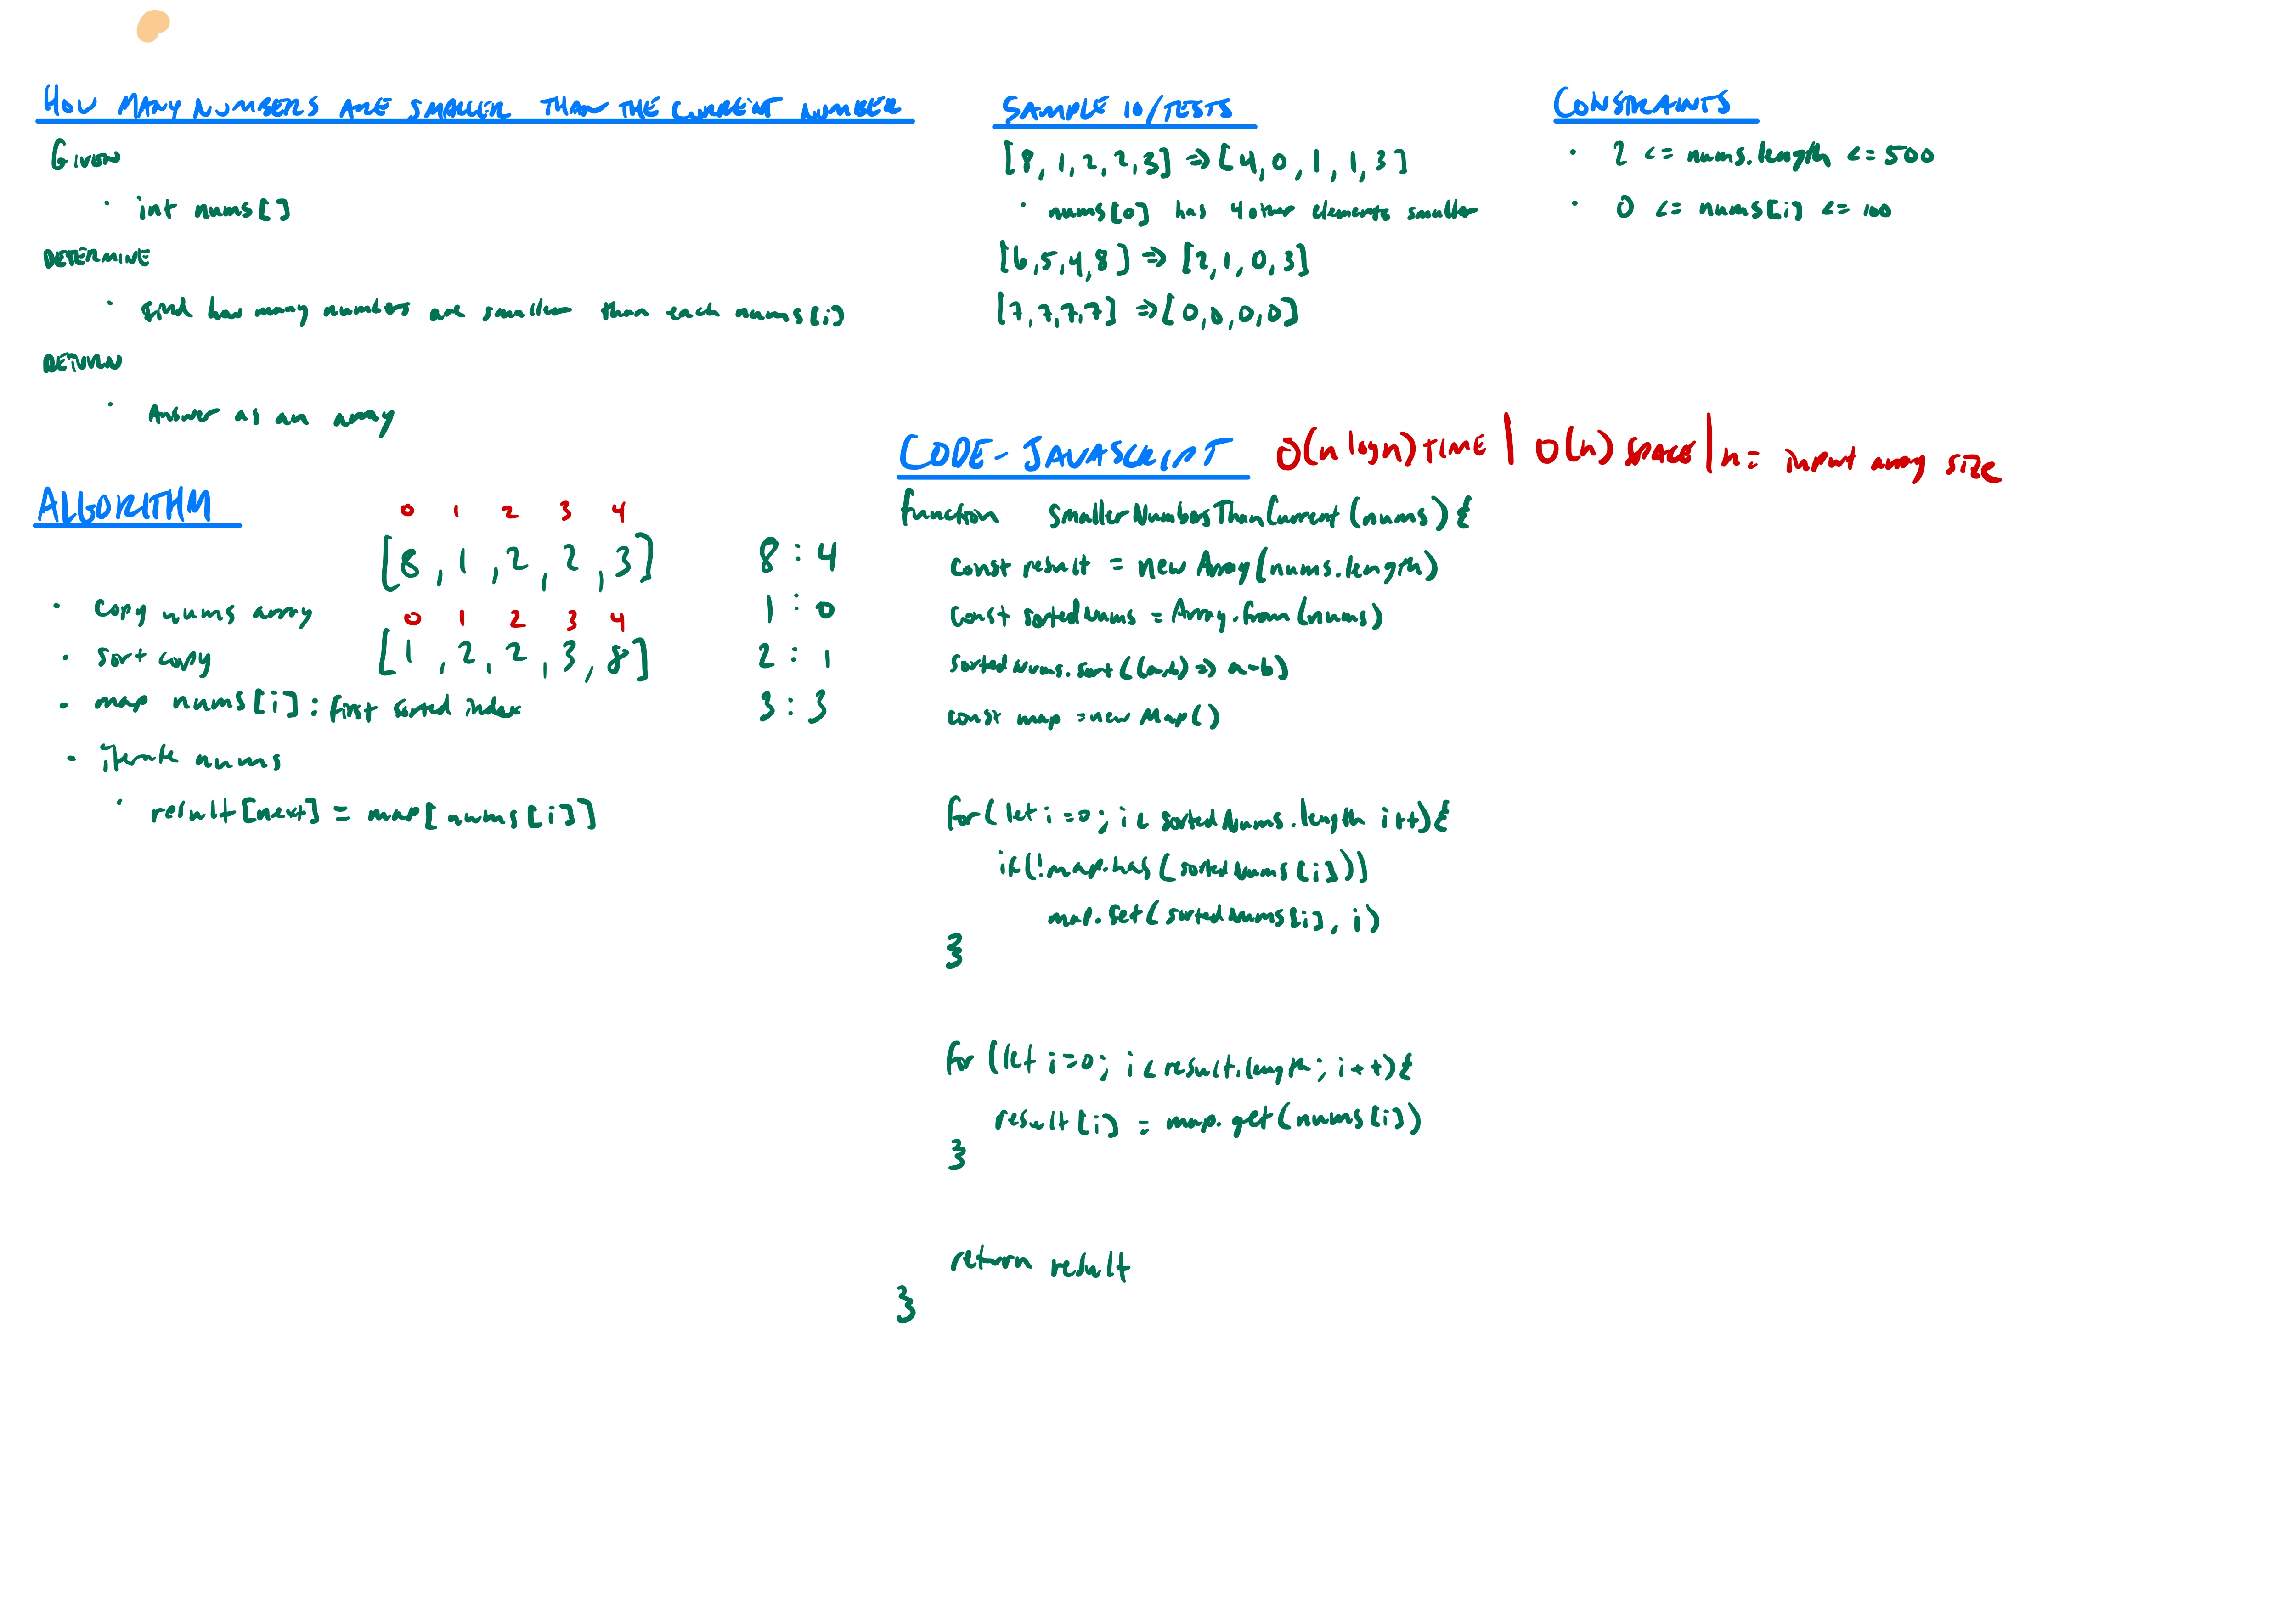 HOW MANY NUMBERS ARE SMALLER THAN THE CURRENT NUMBER
Given
· int nums[]
DETERMINE
· find how many numbers are smaller than each nums[i]
RETURN
· Answer as an array
SAMPLE IO/TESTS
[8, 1, 2, 2, 3] => [4, 0, 1, 1, 3]
· nums[0] has 4 other elements smaller
[6, 5, 4, 8] => [2, 1, 0, 3]
[7, 7, 7, 7] => [0, 0, 0, 0]
CONSTRAINTS
· 2 <= nums.length <= 500
· 0 <= nums[i] <= 100
ALGORITHM
0 1 2 3 4
[8, 1, 2, 2, 3]
· copy nums array
0 1 2 3 4
· sort copy
[1, 2, 2, 3, 8]
· map nums[i] : first sorted index
· iterate nums
· result[next] = map[nums[i]]
8 : 4
1 : 0
2 : 1
3 : 3
CODE - JAVASCRIPT O(n log n) TIME | O(n) SPACE | n = input array size
function smallerNumbersThanCurrent(nums) {
const result = new Array(nums.length)
const sortedNums = Array.from(nums)
sortedNums.sort((a,b) => a-b)
const map = new Map()
for(let i=0; i < sortedNums.length i++){
if(!map.has(sortedNums[i]))
map.set(sortedNums[i], i)
}
for (let i=0; i < result.length; i++){
result[i] = map.get(nums[i])
}
return result
}